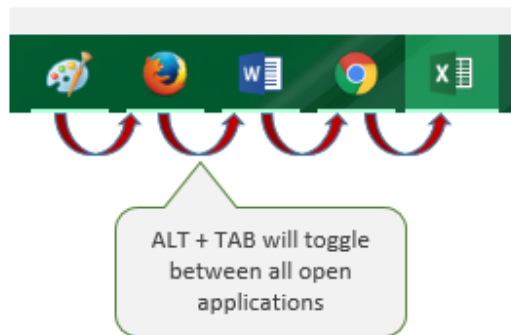 W
X
ALT + TAB will toggle
between all open
applications